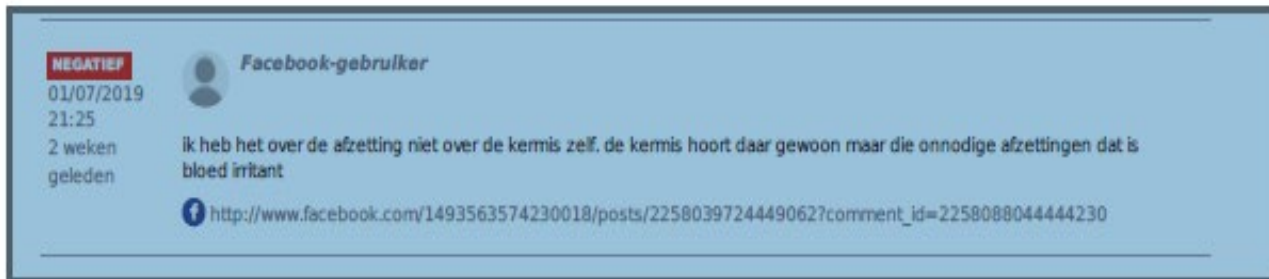 NEGATIEF
Facebook-gebruiker
01/07/2019
21:25
2 weken
geleden
ik heb het over de afzetting niet over de kermis zelf. de kermis hoort daar gewoon maar die onnodige afzettingen dat is
bloed irritant
http://www.facebook.com/1493563574230018/posts/2258039724449062?comment_id=2258088044444230